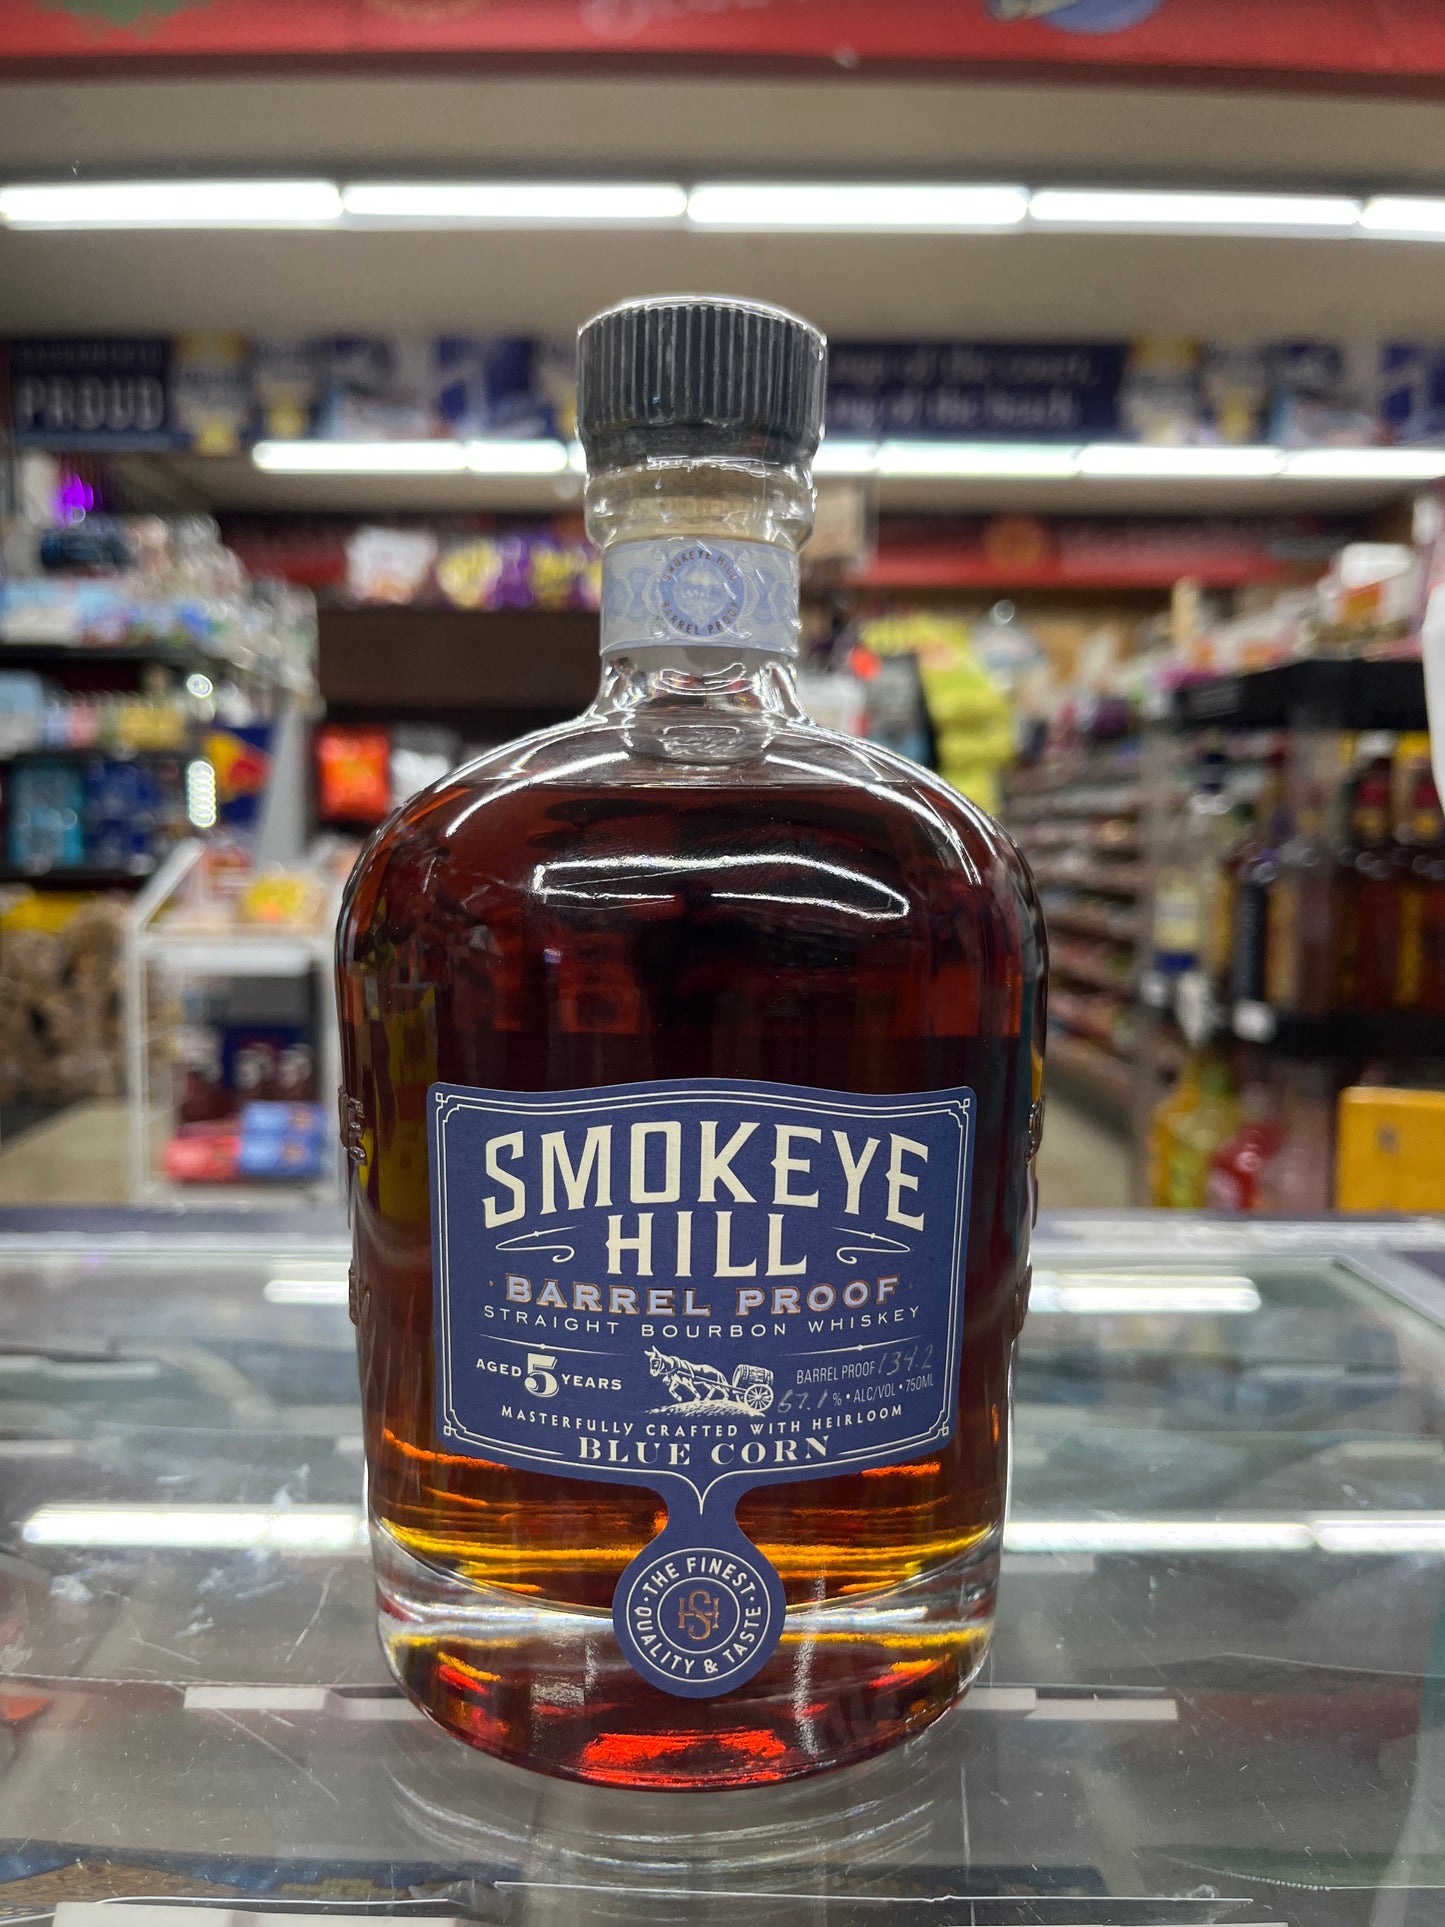 PROUD
SMOKEYE HILL
BARREL PROOF
SMOKEYE
HILL
BARREL PROOF
STRAIGHT BOURBON WHISKEY
AGED 5 YEARS
BARREL PROOF 134.2
67.1 % • ALC/VOL • 750ML
MASTERFULLY CRAFTED WITH HEIRLOOM
BLUE CORN
THE FINEST
HS
QUALITY & TASTE